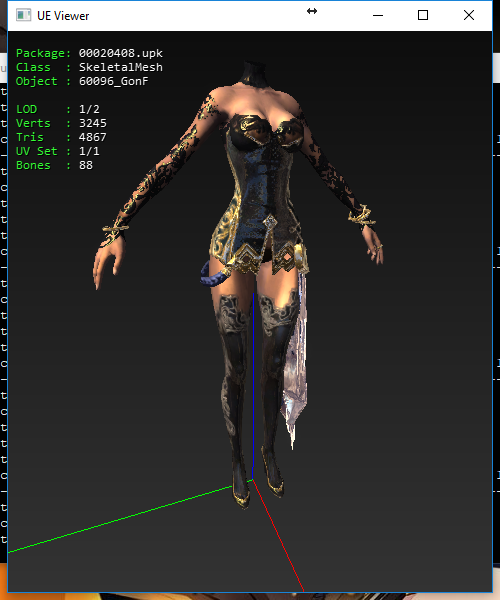 UE Viewer
Package: 00020408.upk
Class : SkeletalMesh
Object : 60096_GonF
LOD : 1/2
Verts : 3245
Tris : 4867
UV Set : 1/1
Bones : 88